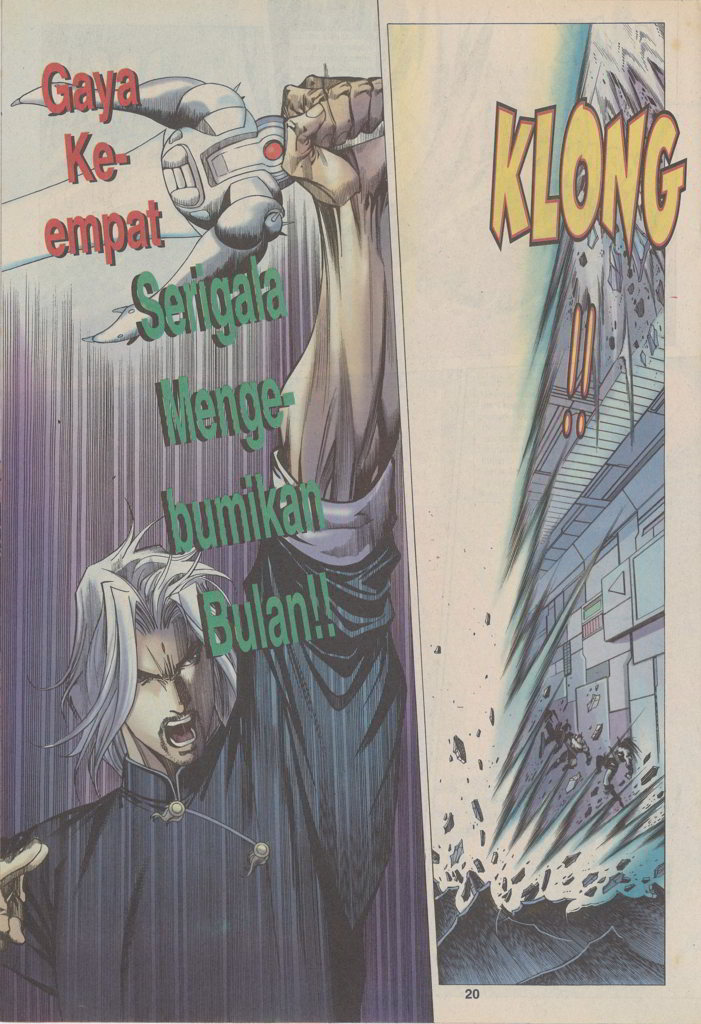 Gaya
Ke-
empat
Serigala
Menge-
bumikan
Bulan!!
KLONG
!!
20